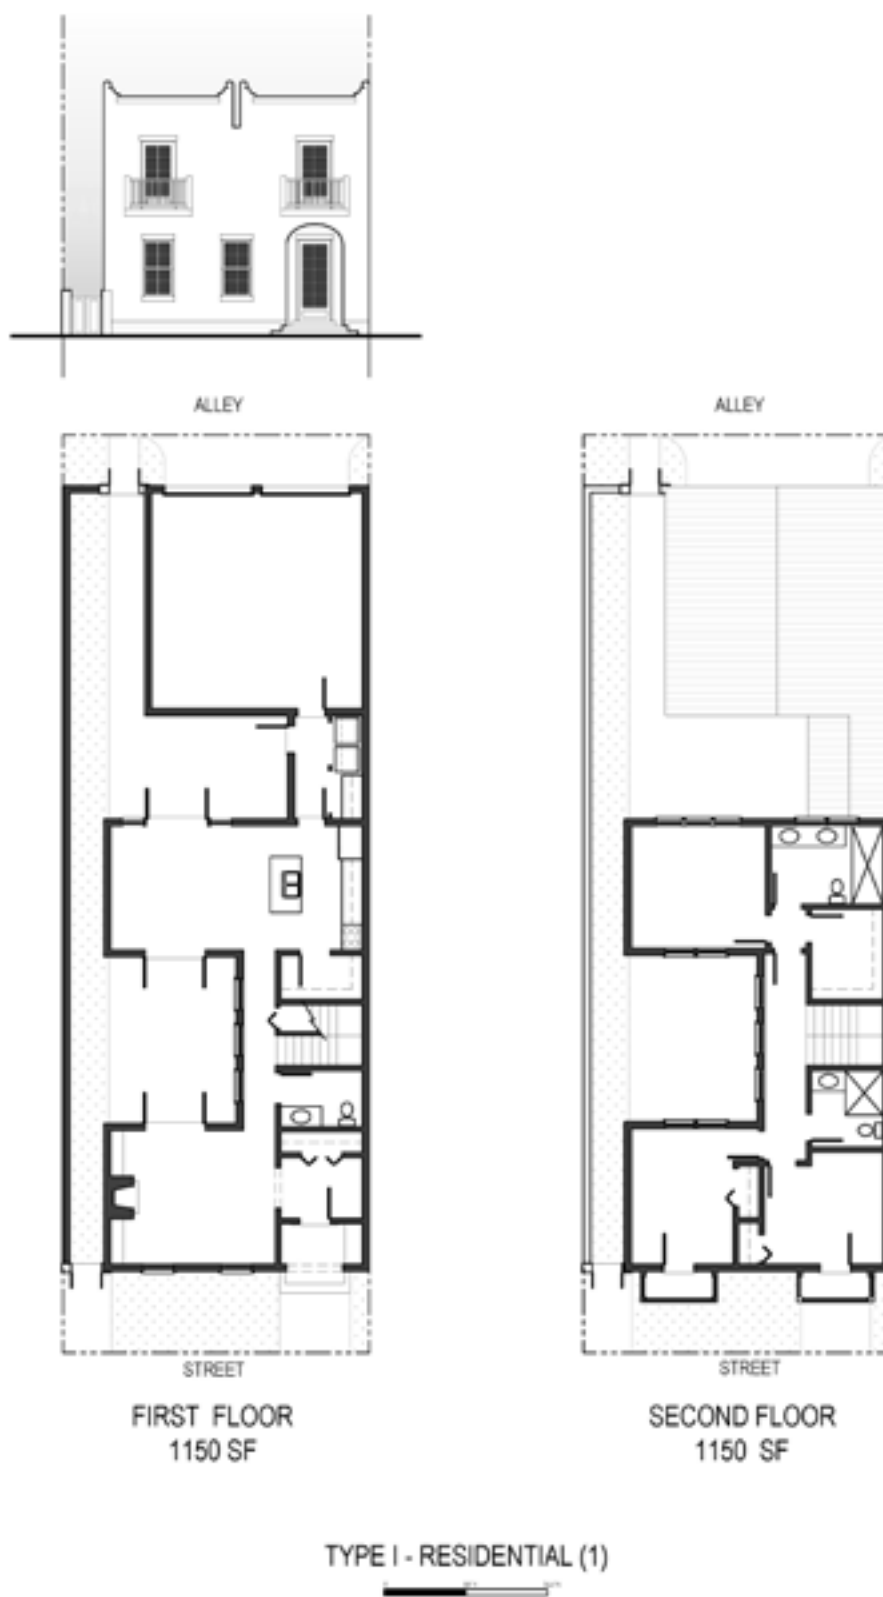 ALLEY
ALLEY
STREET
STREET
FIRST FLOOR
1150 SF
SECOND FLOOR
1150 SF
TYPE I - RESIDENTIAL (1)